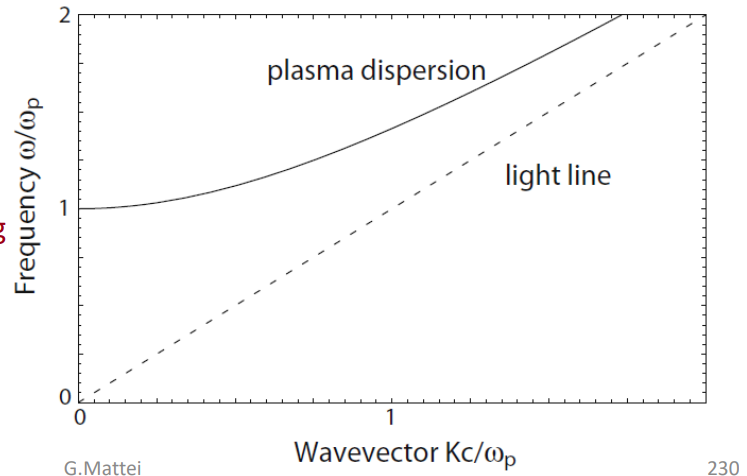 2
plasma dispersion
light line
1
0
Frequency ω/ωp
0
1
Wavevector Kc/ωp
G.Mattei
230